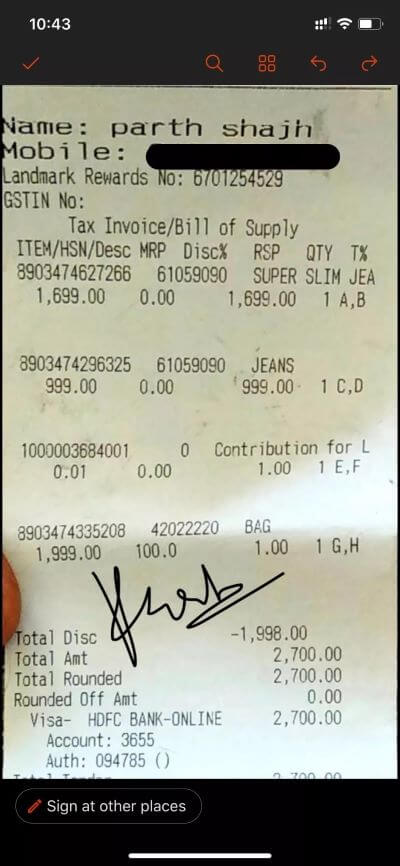 10:43
Name: parth shajh
Mobile:
Landmark Rewards No: 6701254529
GSTIN No:
Tax Invoice/Bill of Supply
ITEM/HSN/Desc MRP Disc% RSP QTY T%
8903474627266 61059090 SUPER SLIM JEA
1,699.00 0.00 1,699.00 1 A,B
8903474296325 61059090 JEANS
999.00 0.00 999.00 1 C,D
1000003684001 0 Contribution for L
0.01 0.00 1.00 1 E,F
8903474335208 42022220 BAG
1,999.00 100.0 1.00 1 G,H
Total Disc -1,998.00
Total Amt 2,700.00
Total Rounded 2,700.00
Rounded Off Amt 0.00
Visa- HDFC BANK-ONLINE 2,700.00
Account: 3655
Auth: 094785 ()
Sign at other places